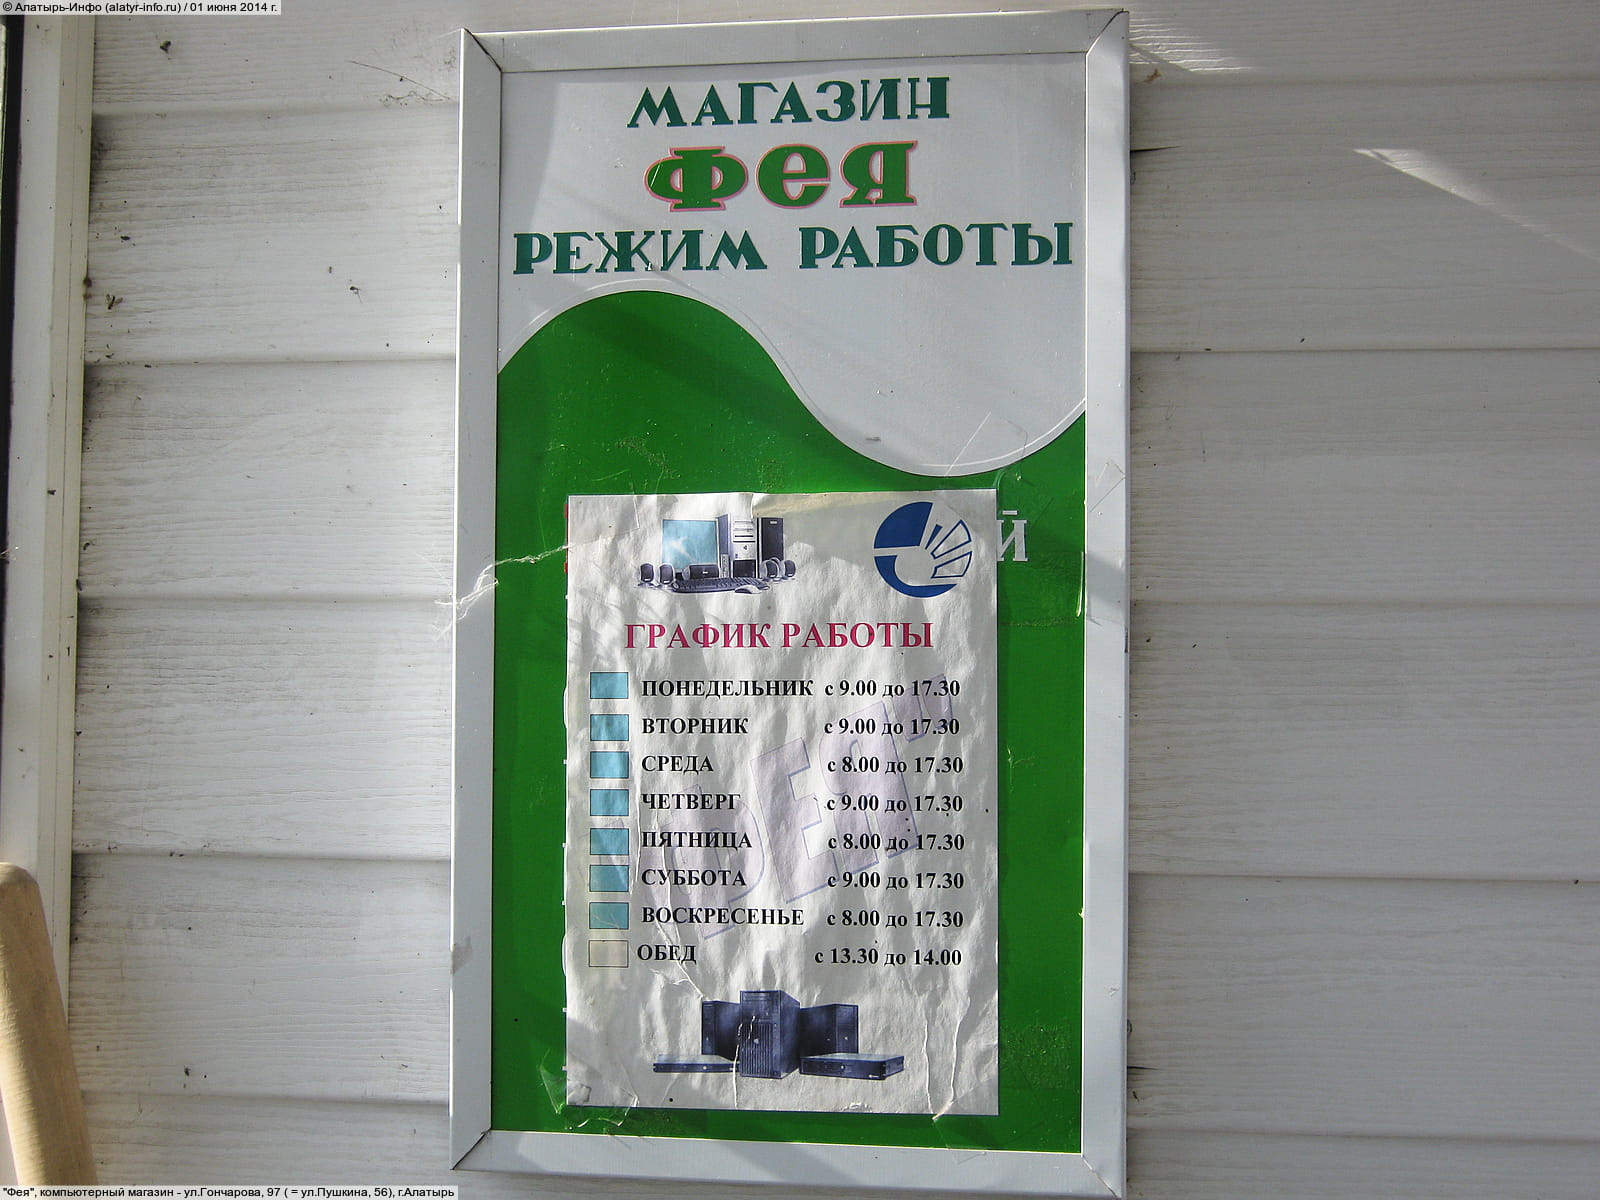 © Алатырь-Инфо (alatyr-info.ru) / 01 июня 2014 г.
МАГАЗИН
Фея
РЕЖИМ РАБОТЫ
Й
ГРАФИК РАБОТЫ
ПОНЕДЕЛЬНИК с 9.00 до 17.30
ВТОРНИК с 9.00 до 17.30
СРЕДА с 8.00 до 17.30
ЧЕТВЕРГ с 9.00 до 17.30
ПЯТНИЦА с 8.00 до 17.30
СУББОТА с 9.00 до 17.30
ВОСКРЕСЕНЬЕ с 8.00 до 17.30
ОБЕД с 13.30 до 14.00
"ФЕЯ"
"Фея", компьютерный магазин - ул.Гончарова, 97 ( = ул.Пушкина, 56), г.Алатырь